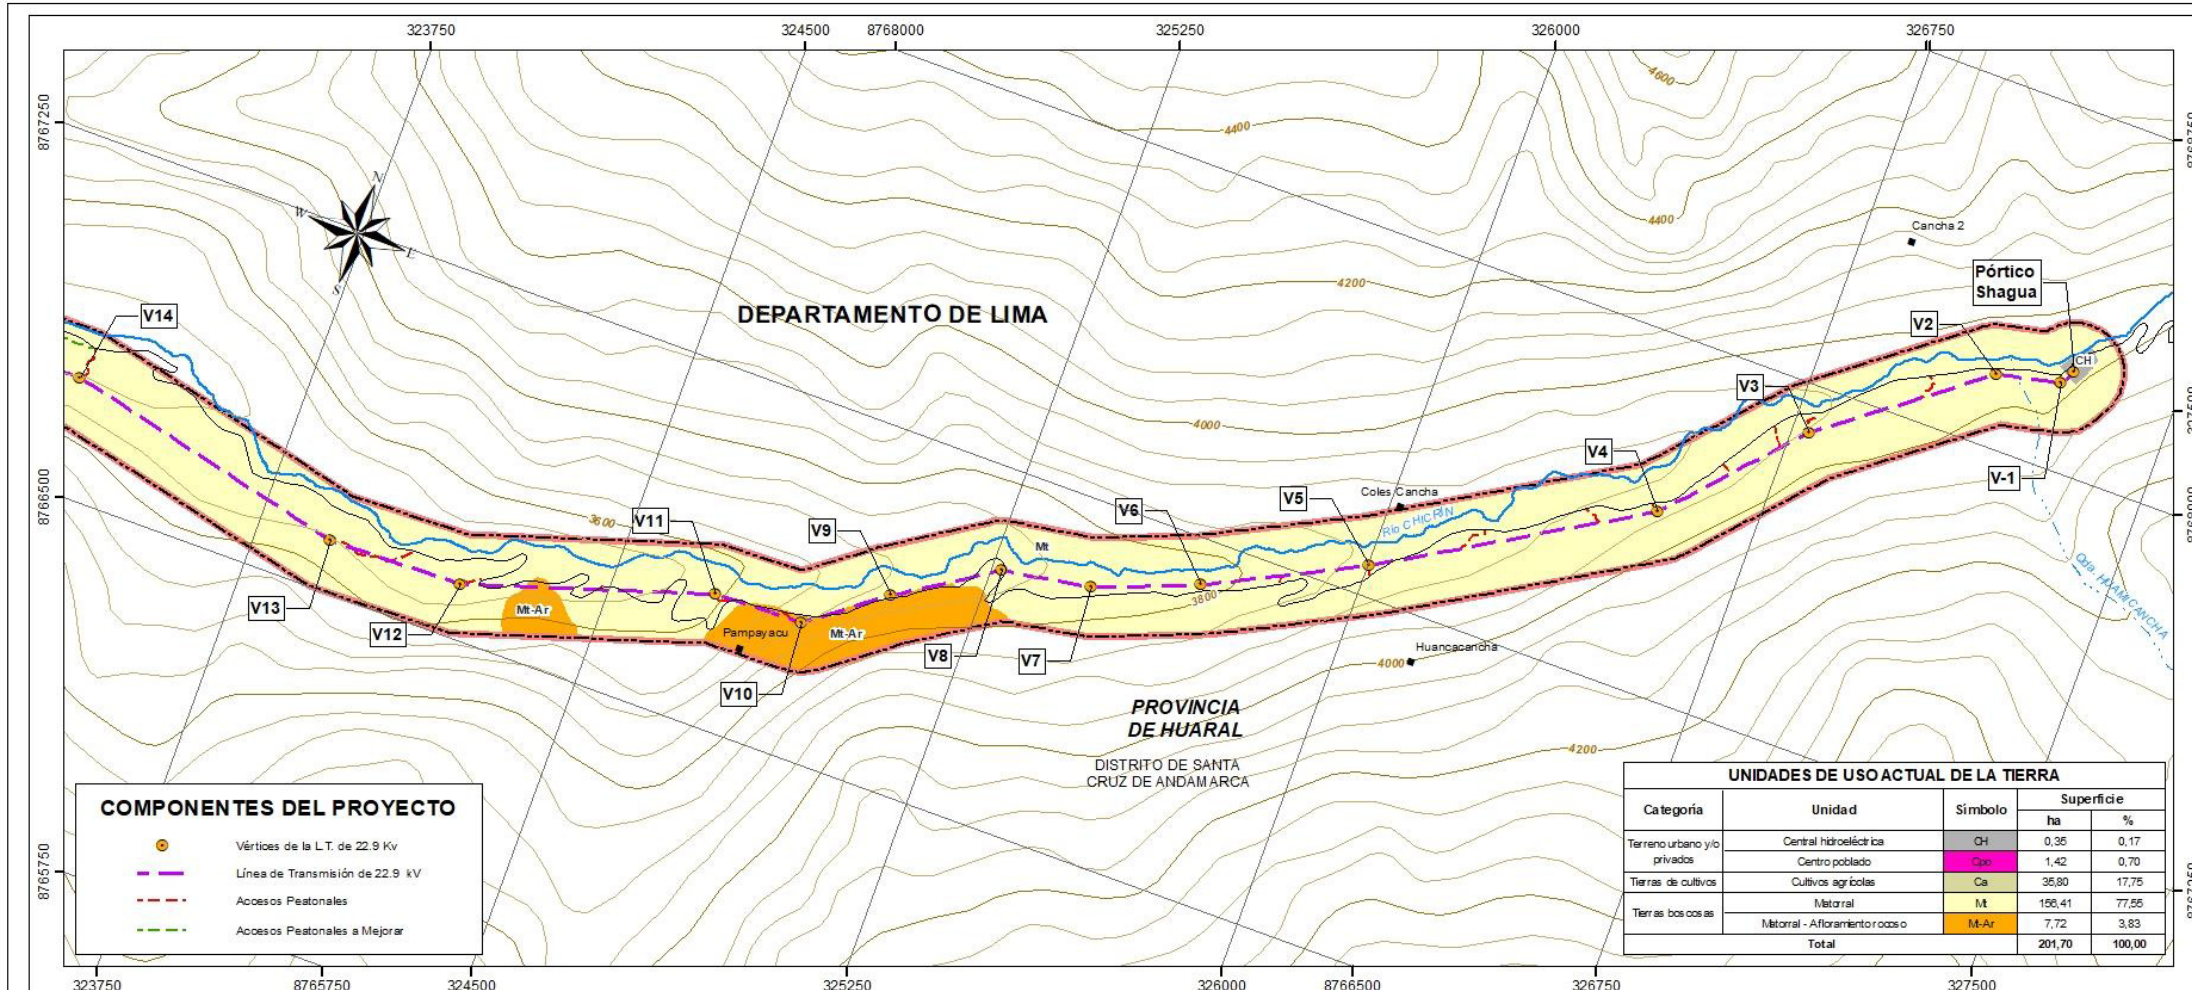 323750
324500
8768000
325250
326000
326750
8767250
8766500
8765750
4600
4400
4400
4200
4000
3600
3800
4000
4200
N
W
E
S
Cancha 2
Pórtico
Shagua
DEPARTAMENTO DE LIMA
V14
V2
CH
V3
V4
V-1
V5
Coles Cancha
Río CHICRIN
V6
V9
V11
Mt
V13
V12
Mt-Ar
Pampayacu
Mt-Ar
V8
V7
V10
Huancacancha
Qda. HUAMICANCHA
PROVINCIA
DE HUARAL
DISTRITO DE SANTA
CRUZ DE ANDAMARCA
COMPONENTES DEL PROYECTO
Vértices de la L.T. de 22.9 Kv
Línea de Transmisión de 22.9 kV
Accesos Peatonales
Accesos Peatonales a Mejorar
UNIDADES DE USO ACTUAL DE LA TIERRA
Categoría Unidad Símbolo Superficie
ha %
Terreno urbano y/o privados Central hidroeléctrica CH 0,35 0,17
Centro poblado Cpo 1,42 0,70
Tierras de cultivos Cultivos agrícolas Ca 35,80 17,75
Tierras boscosas Matorral Mt 156,41 77,55
Matorral - Afloramiento rocoso Mt-Ar 7,72 3,83
Total 201,70 100,00
323750
8765750
324500
325250
326000
8766500
326750
327500